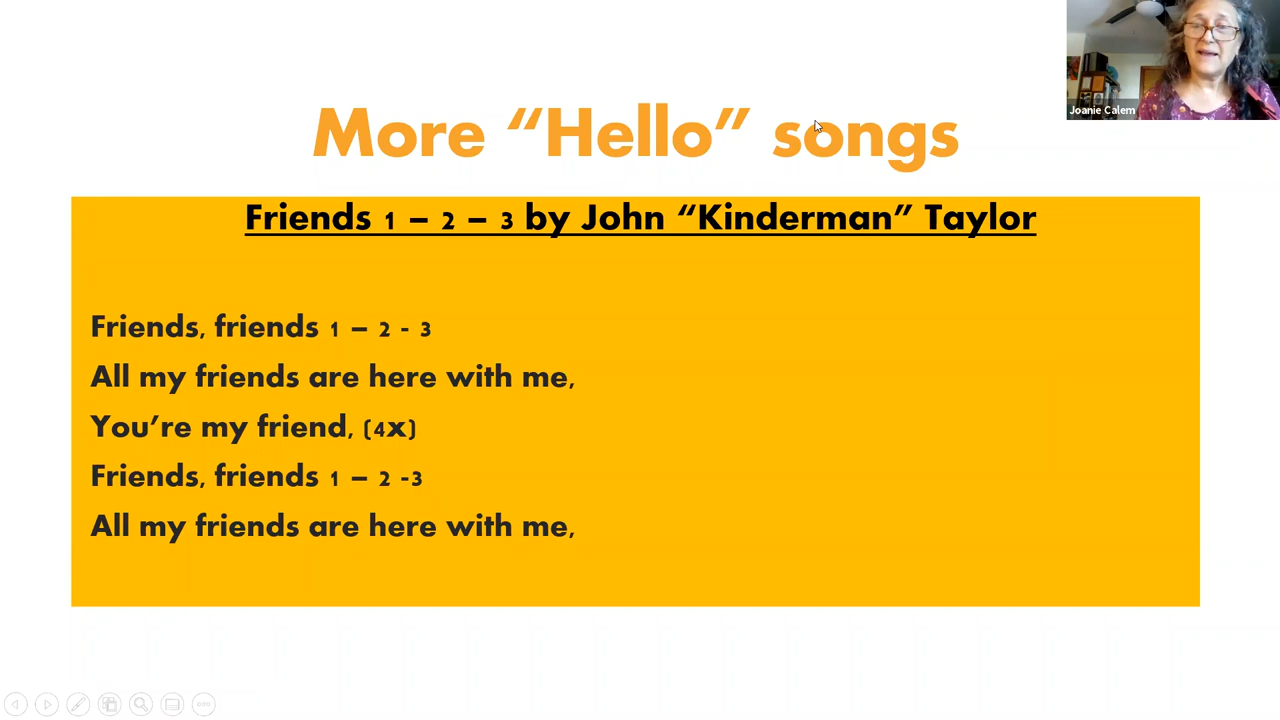 Joanie Calem
More “Hello” songs
Friends 1 – 2 – 3 by John “Kinderman” Taylor
Friends, friends 1 – 2 - 3
All my friends are here with me,
You’re my friend, (4x)
Friends, friends 1 – 2 -3
All my friends are here with me,